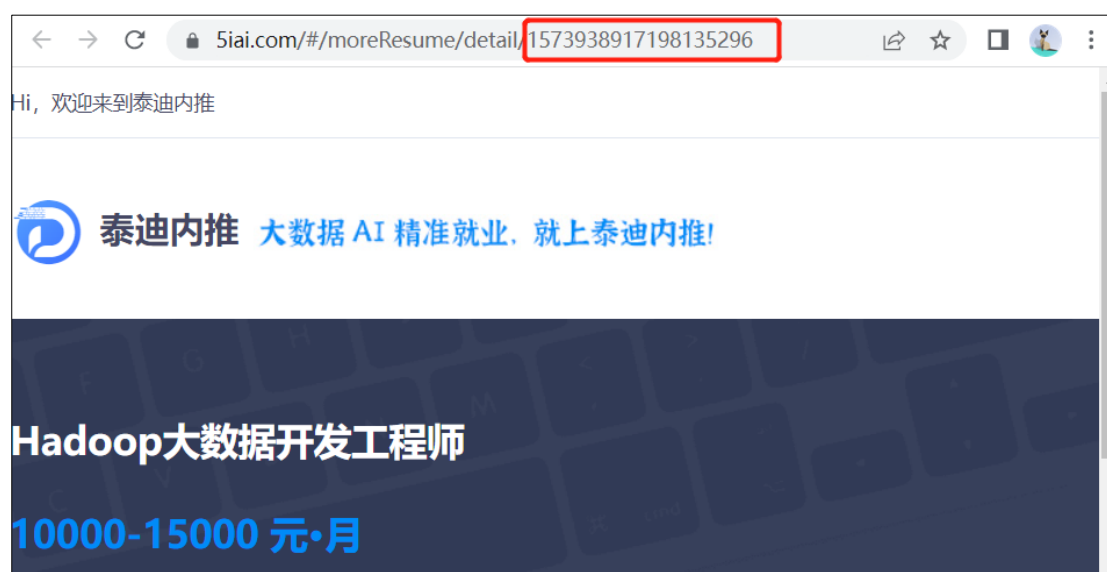 5iai.com/#/moreResume/detail/1573938917198135296
Hi，欢迎来到泰迪内推
泰迪内推 大数据 AI 精准就业，就上泰迪内推!
Hadoop大数据开发工程师
10000-15000 元•月